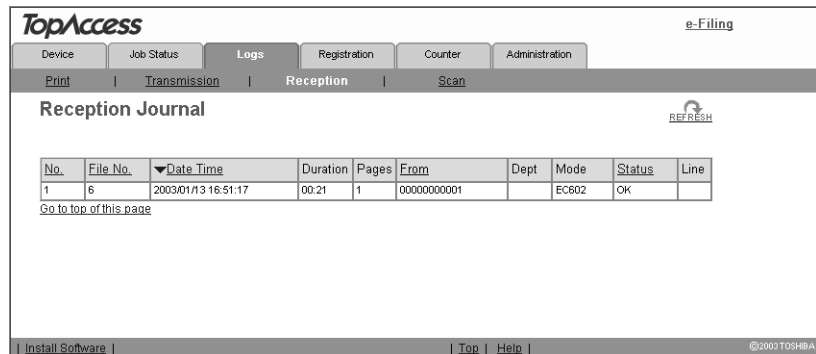 TopAccess
e-Filing
Device Job Status Logs Registration Counter Administration
Print | Transmission | Reception | Scan
Reception Journal
REFRESH
No. File No. ▼Date Time Duration Pages From Dept Mode Status Line
1 6 2003/01/13 16:51:17 00:21 1 00000000001 EC602 OK
Go to top of this page
| Install Software | | Top | Help | ©2003 TOSHIBA